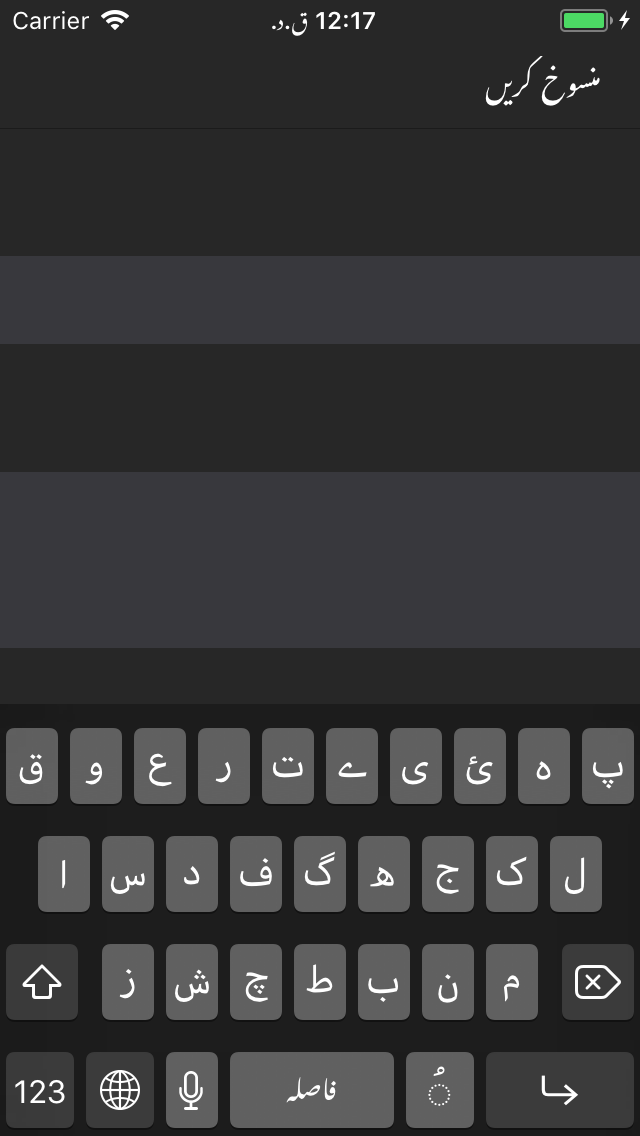 Carrier 12:17 ق.د.
منسوخ کریں
ق و ع ر ت ے ی ئ ہ پ
ا س د ف گ ھ ج ک ل
ز ش چ ط ب ن م
123 فاصلہ ُ